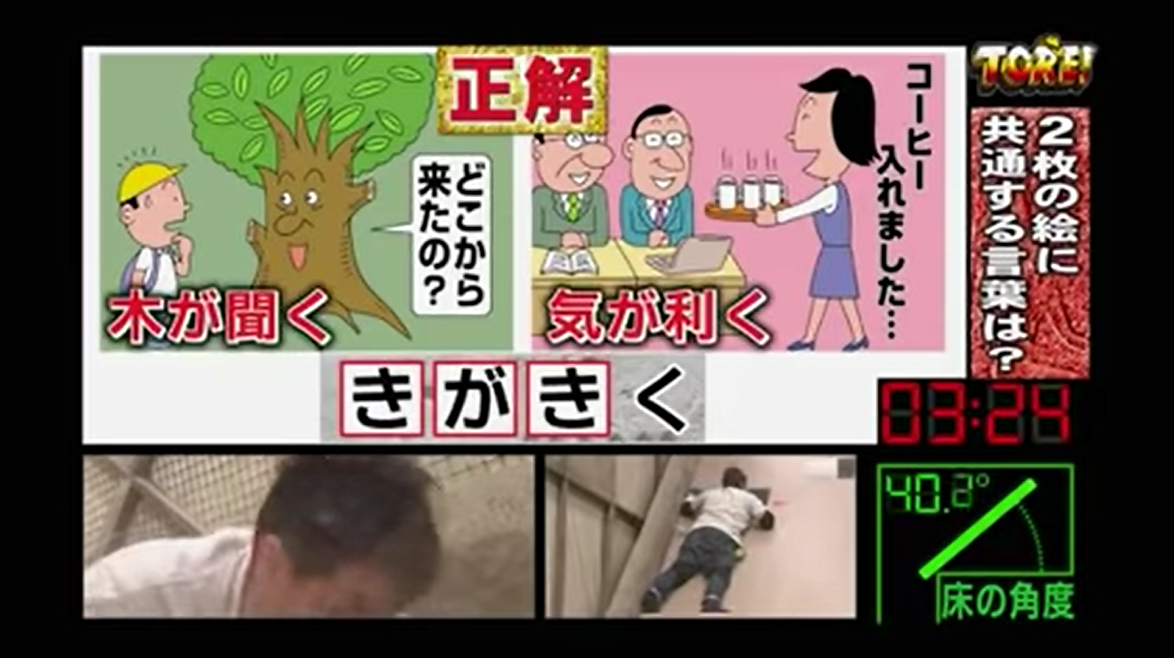 TORE!
2枚の絵に
共通する言葉は？
正解
どこから
来たの？
木が聞く
コーヒー
入れました…
気が利く
きがきく
03:24
40.2°
床の角度